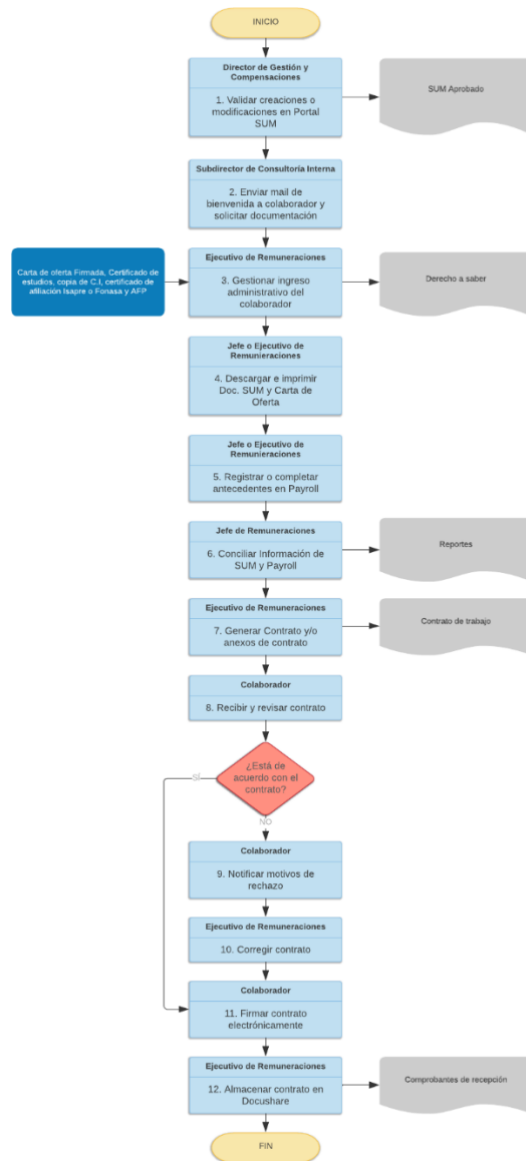 INICIO
Director de Gestión y
Compensaciones
1. Validar creaciones o
modificaciones en Portal
SUM
SUM Aprobado
Subdirector de Consultoría Interna
2. Enviar mail de
bienvenida a colaborador y
solicitar documentación
Carta de oferta Firmada, Certificado de
estudios, copia de C.I, certificado de
afiliación Isapre o Fonasa y AFP
Ejecutivo de Remuneraciones
3. Gestionar ingreso
administrativo del
colaborador
Derecho a saber
Jefe o Ejecutivo de
Remunieraciones
4. Descargar e imprimir
Doc. SUM y Carta de
Oferta
Jefe o Ejecutivo de
Remunieraciones
5. Registrar o completar
antecedentes en Payroll
Jefe de Remuneraciones
6. Conciliar Información de
SUM y Payroll
Reportes
Ejecutivo de Remuneraciones
7. Generar Contrato y/o
anexos de contrato
Contrato de trabajo
Colaborador
8. Recibir y revisar contrato
¿Está de
acuerdo con el
contrato?
NO
Colaborador
9. Notificar motivos de
rechazo
Ejecutivo de Remuneraciones
10. Corregir contrato
Colaborador
11. Firmar contrato
electrónicamente
Ejecutivo de Remuneraciones
12. Almacenar contrato en
Docushare
Comprobantes de recepción
FIN